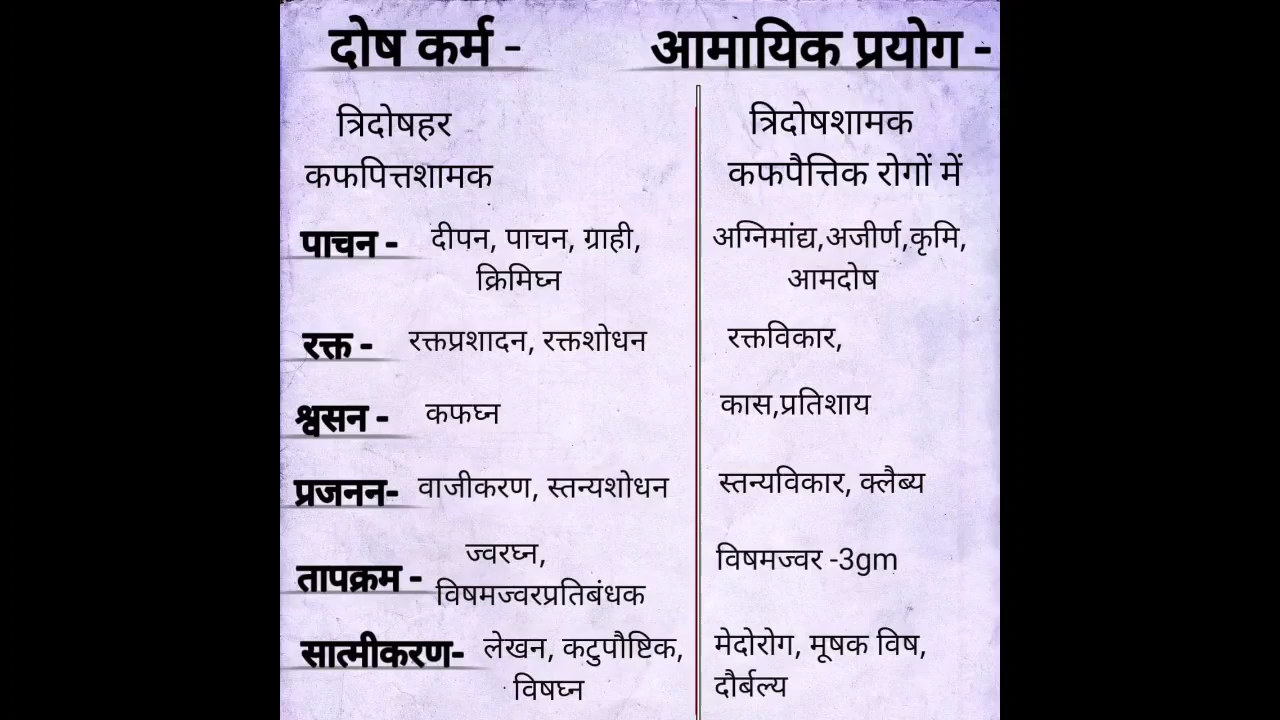 दोष कर्म - आमायिक प्रयोग -
त्रिदोषहर त्रिदोषशामक
कफपित्तशामक कफपैत्तिक रोगों में
पाचन - दीपन, पाचन, ग्राही, अग्निमांद्य,अजीर्ण,कृमि,
क्रिमिघ्न आमदोष
रक्त - रक्तप्रशादन, रक्तशोधन रक्तविकार,
श्वसन - कफघ्न कास,प्रतिशाय
प्रजनन- वाजीकरण, स्तन्यशोधन स्तन्यविकार, क्लैब्य
ज्वरघ्न, विषमज्वर -3gm
तापक्रम - विषमज्वरप्रतिबंधक
सात्मीकरण- लेखन, कटुपौष्टिक, मेदोरोग, मूषक विष,
विषघ्न दौर्बल्य